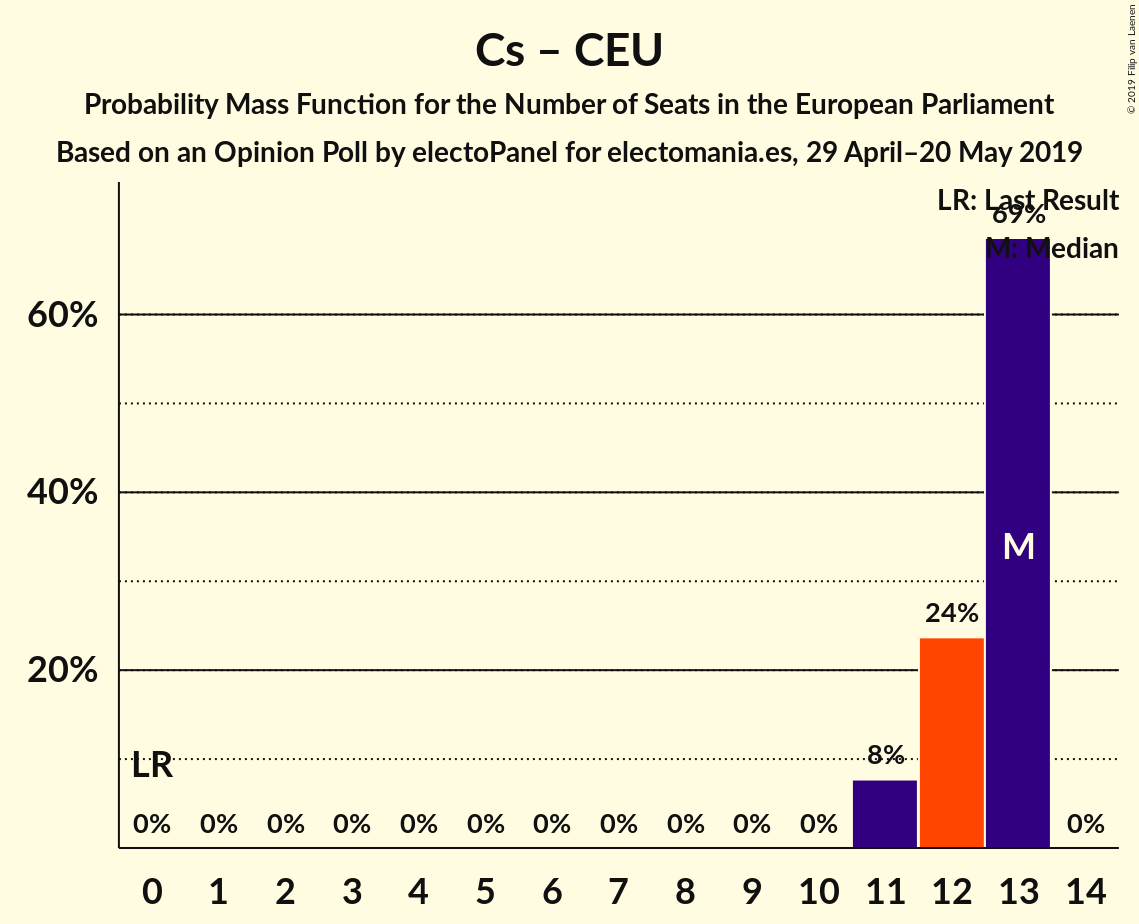 Cs – CEU
Probability Mass Function for the Number of Seats in the European Parliament
Based on an Opinion Poll by electoPanel for electomania.es, 29 April–20 May 2019
© 2019 Filip van Laenen
LR: Last Result
69%
M: Median
60%
40%
M
24%
20%
LR
8%
0% 0% 0% 0% 0% 0% 0% 0% 0% 0% 0% 0%
0 1 2 3 4 5 6 7 8 9 10 11 12 13 14